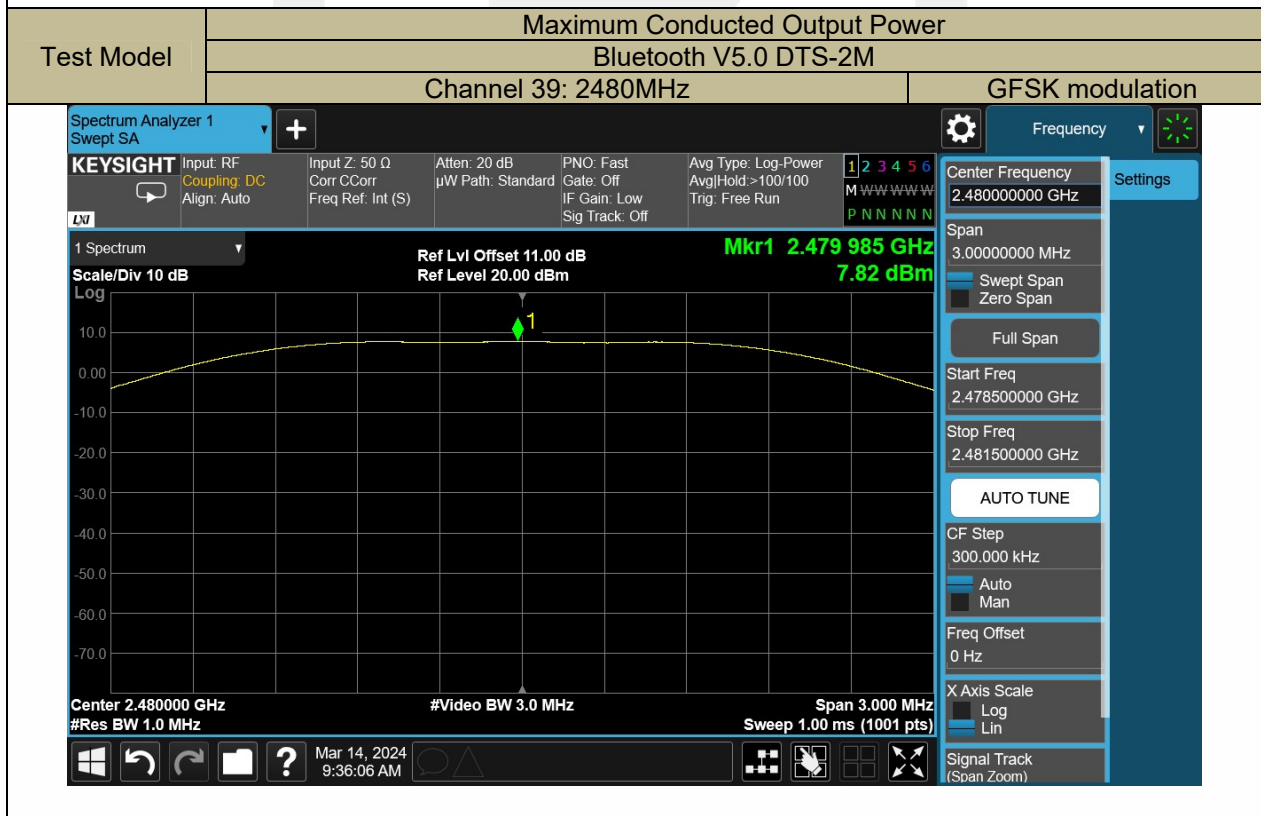 Test Model
Maximum Conducted Output Power
Bluetooth V5.0 DTS-2M
Channel 39: 2480MHz
GFSK modulation
Spectrum Analyzer 1
Swept SA
+
Frequency
KEYSIGHT
LXI
Input: RF
Coupling: DC
Align: Auto
Input Z: 50 Ω
Corr CCorr
Freq Ref: Int (S)
Atten: 20 dB
µW Path: Standard
PNO: Fast
Gate: Off
IF Gain: Low
Sig Track: Off
Avg Type: Log-Power
Avg|Hold:>100/100
Trig: Free Run
1 2 3 4 5 6
M W W W W W
P N N N N N
Settings
1 Spectrum
Scale/Div 10 dB
Log
Ref Lvl Offset 11.00 dB
Ref Level 20.00 dBm
Mkr1 2.479 985 GHz
7.82 dBm
1
10.0
0.00
-10.0
-20.0
-30.0
-40.0
-50.0
-60.0
-70.0
Center 2.480000 GHz
#Res BW 1.0 MHz
#Video BW 3.0 MHz
Span 3.000 MHz
Sweep 1.00 ms (1001 pts)
Center Frequency
2.480000000 GHz
Span
3.00000000 MHz
Swept Span
Zero Span
Full Span
Start Freq
2.478500000 GHz
Stop Freq
2.481500000 GHz
AUTO TUNE
CF Step
300.000 kHz
Auto
Man
Freq Offset
0 Hz
X Axis Scale
Log
Lin
Signal Track
(Span Zoom)
?
Mar 14, 2024
9:36:06 AM